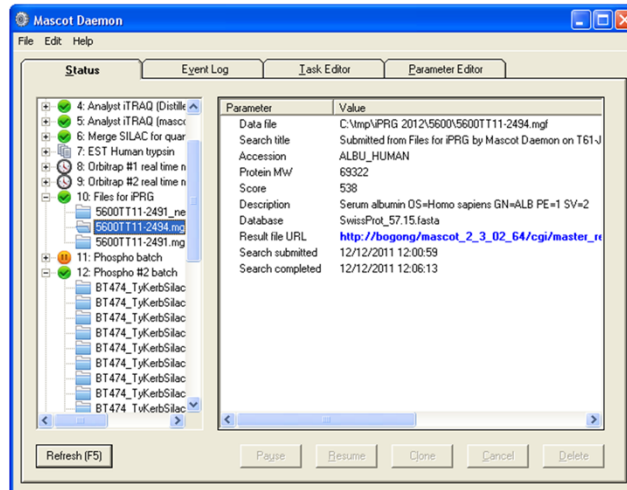 Mascot Daemon
File Edit Help
Status Event Log Task Editor Parameter Editor
4: Analyst iTRAQ (Distille
5: Analyst iTRAQ (masco
6: Merge SILAC for quar
7: EST Human trypsin
8: Orbitrap #1 real time n
9: Orbitrap #2 real time n
10: Files for iPRG
5600TT11-2491_ne
5600TT11-2494.mg
5600TT11-2491.mg
11: Phospho batch
12: Phospho #2 batch
BT474_TyKerbSilac
BT474_TyKerbSilac
BT474_TyKerbSilac
BT474_TyKerbSilac
BT474_TyKerbSilac
BT474_TyKerbSilac
BT474_TyKerbSilac
BT474_TyKerbSilac
Parameter Value
Data file C:\tmp\iPRG 2012\5600\5600TT11-2494.mgf
Search title Submitted from Files for iPRG by Mascot Daemon on T61-J
Accession ALBU_HUMAN
Protein MW 69322
Score 538
Description Serum albumin OS=Homo sapiens GN=ALB PE=1 SV=2
Database SwissProt_57.15.fasta
Result file URL http://bogong/mascot_2_3_02_64/cgi/master_re
Search submitted 12/12/2011 12:00:59
Search completed 12/12/2011 12:06:13
Refresh (F5) Pause Resume Clone Cancel Delete